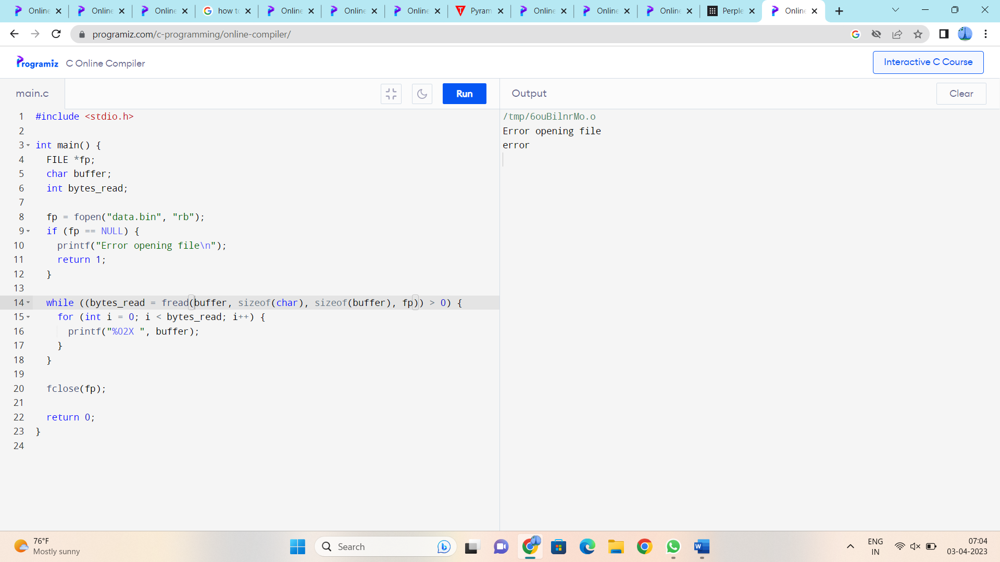 Online
Online
Online
how to
Online
Online
Online
Pyram
Online
Online
Online
Perple
Online
programiz.com/c-programming/online-compiler/
Programiz C Online Compiler
Interactive C Course
main.c
Run
Output
Clear
1 #include <stdio.h>
2
3 int main() {
4 FILE *fp;
5 char buffer;
6 int bytes_read;
7
8 fp = fopen("data.bin", "rb");
9 if (fp == NULL) {
10 printf("Error opening file\n");
11 return 1;
12 }
13
14 while ((bytes_read = fread(buffer, sizeof(char), sizeof(buffer), fp)) > 0) {
15 for (int i = 0; i < bytes_read; i++) {
16 printf("%02X ", buffer);
17 }
18 }
19
20 fclose(fp);
21
22 return 0;
23 }
24
/tmp/6ouBilnrMo.o
Error opening file
error
76°F
Mostly sunny
Search
ENG
IN
07:04
03-04-2023